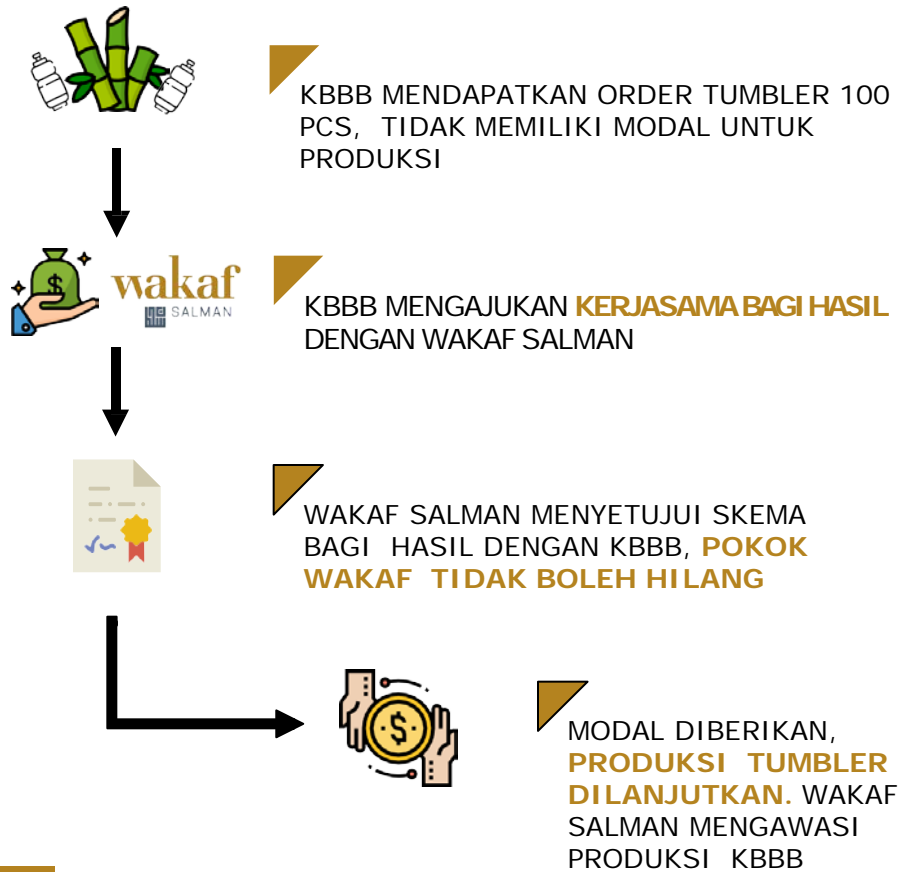 KBBB MENDAPATKAN ORDER TUMBLER 100
PCS, TIDAK MEMILIKI MODAL UNTUK
PRODUKSI
wakaf
SALMAN
KBBB MENGAJUKAN KERJASAMA BAGI HASIL
DENGAN WAKAF SALMAN
WAKAF SALMAN MENYETUJUI SKEMA
BAGI HASIL DENGAN KBBB, POKOK
WAKAF TIDAK BOLEH HILANG
MODAL DIBERIKAN,
PRODUKSI TUMBLER
DILANJUTKAN. WAKAF
SALMAN MENGAWASI
PRODUKSI KBBB